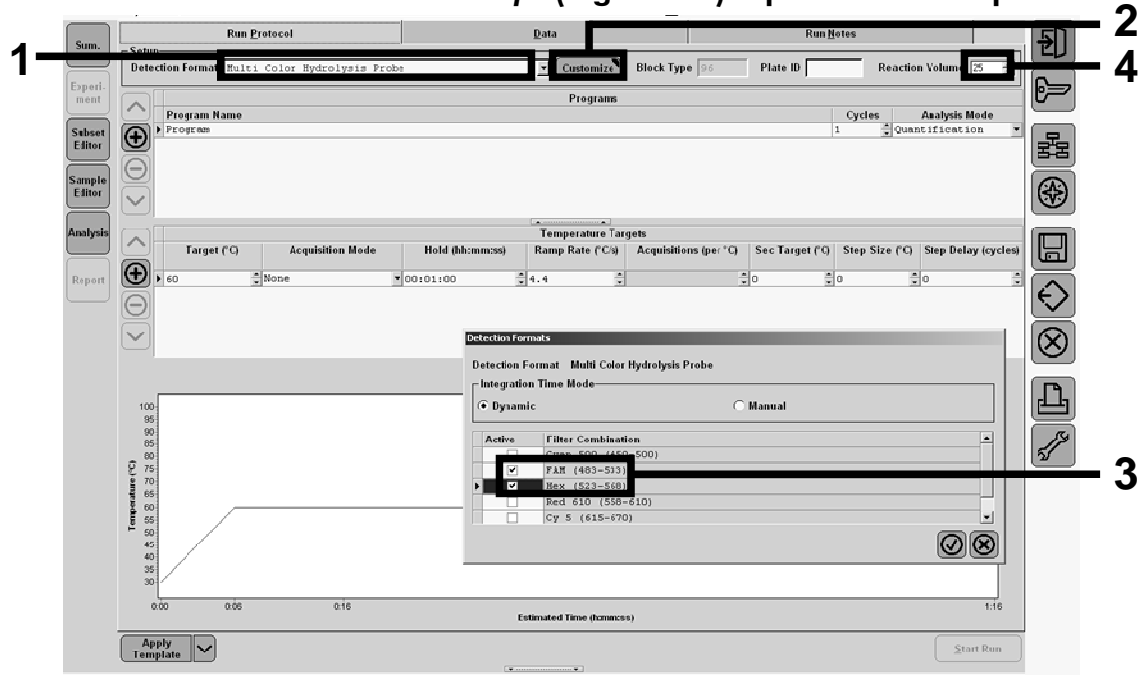 2
Run Protocol Data Run Notes
Sum.
1
Setup
Detection Format Multi Color Hydrolysis Probe Customize Block Type 96 Plate ID Reaction Volume 25
4
Experi-
ment
Programs
Program Name Cycles Analysis Mode
Program 1 Quantification
Subset
Editor
Sample
Editor
Analysis
Temperature Targets
Target (°C) Acquisition Mode Hold (hh:mm:ss) Ramp Rate (°C/s) Acquisitions (per °C) Sec Target (°C) Step Size (°C) Step Delay (cycles)
60 None 00:01:00 4.4 0 0 0
Report
Detection Formats
Detection Format Multi Color Hydrolysis Probe
Integration Time Mode
Dynamic Manual
Active Filter Combination
500 (450-500)
FAM (483-533)
Hex (523-568)
3
Red 610 (558-610)
Cy 5 (615-670)
Temperature (°C)
100
95
90
85
80
75
70
65
60
55
50
45
40
35
30
0:00 0:06 0:16 1:16
Estimated Time (h:mm:ss)
Apply
Template
Start Run